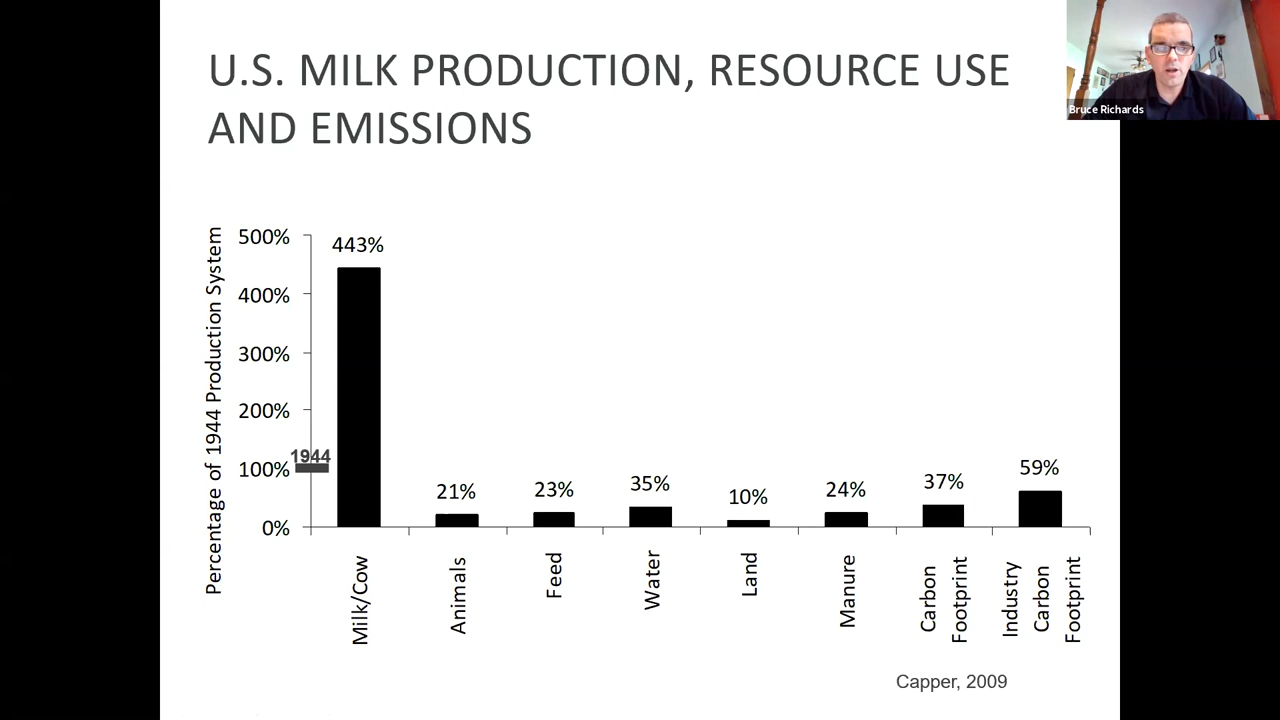 U.S. MILK PRODUCTION, RESOURCE USE
AND EMISSIONS
Bruce Richards
Percentage of 1944 Production System
500%
400%
300%
200%
100%
0%
1944
443%
21%
23%
35%
10%
24%
37%
59%
Milk/Cow
Animals
Feed
Water
Land
Manure
Carbon
Footprint
Industry
Carbon
Footprint
Capper, 2009